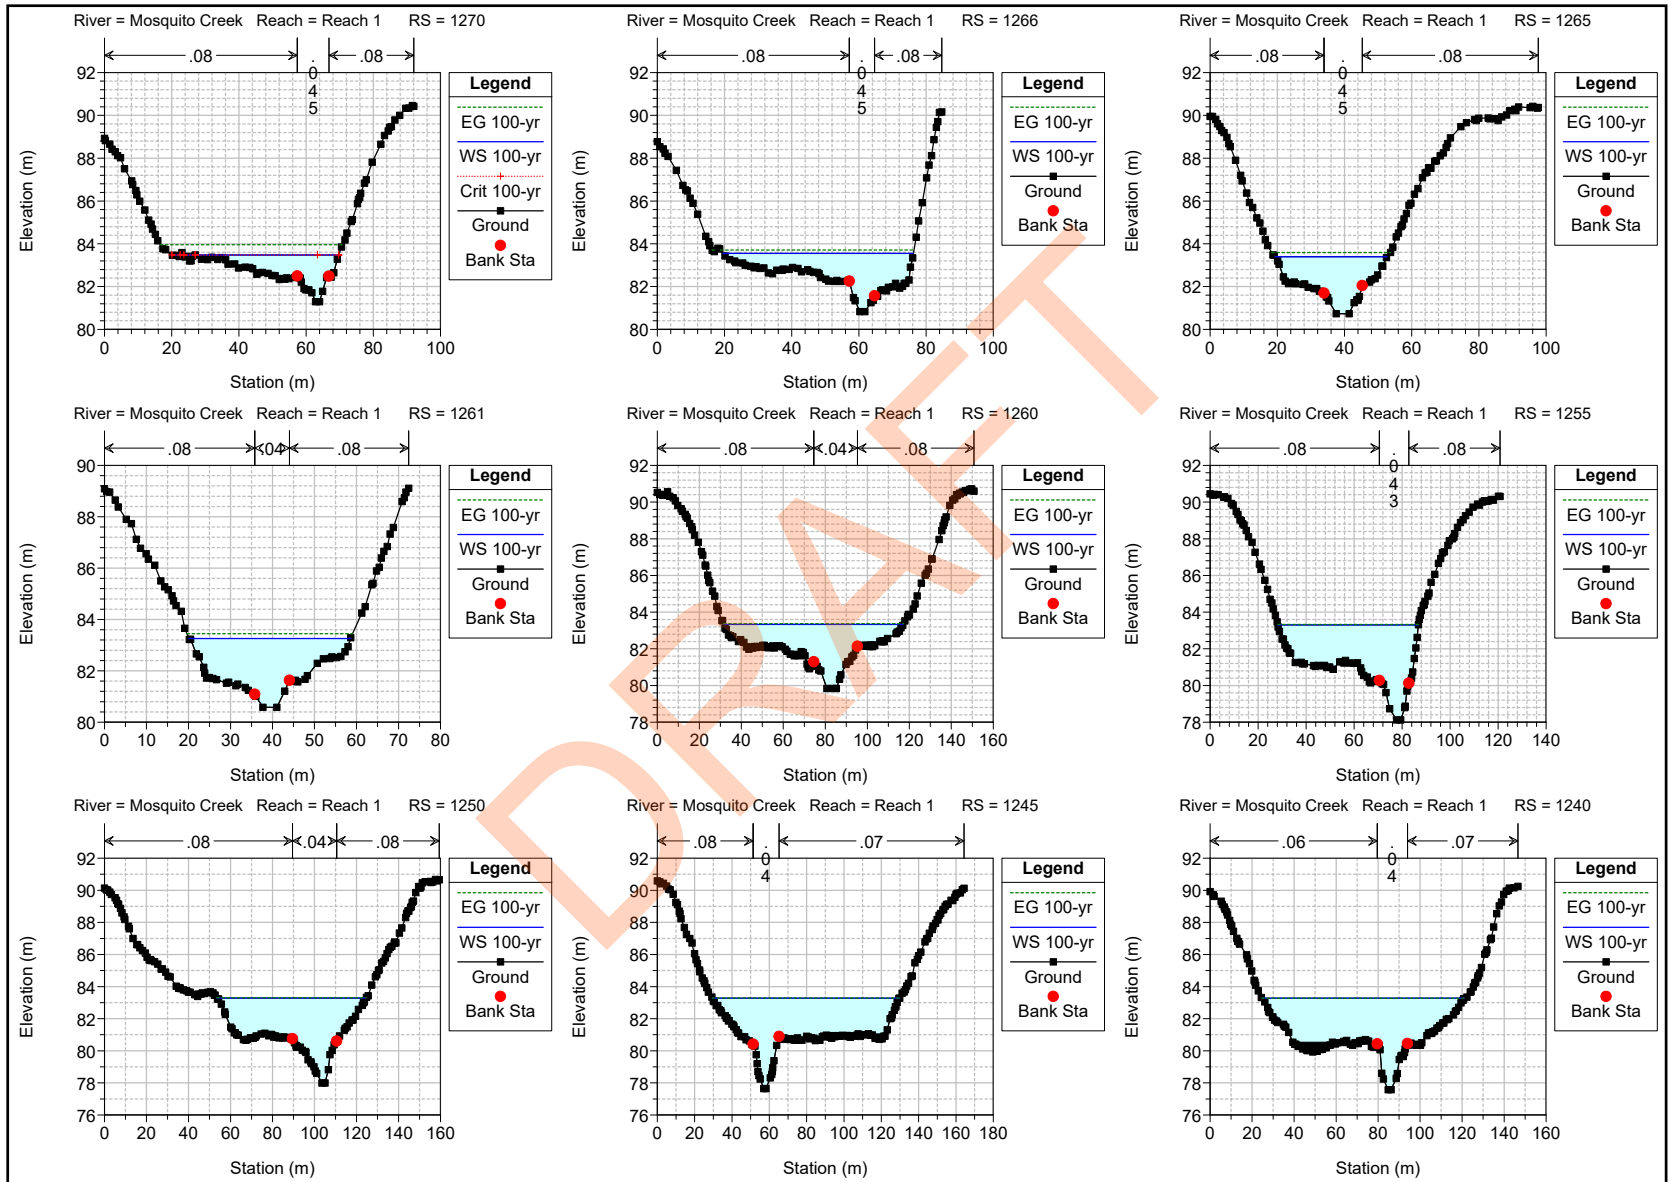 River = Mosquito Creek Reach = Reach 1 RS = 1270
.08 .045 .08
Legend
EG 100-yr
WS 100-yr
Crit 100-yr
Ground
Bank Sta
Elevation (m)
92
90
88
86
84
82
80
0 20 40 60 80 100
Station (m)
River = Mosquito Creek Reach = Reach 1 RS = 1266
.08 .045 .08
Legend
EG 100-yr
WS 100-yr
Ground
Bank Sta
Elevation (m)
92
90
88
86
84
82
80
0 20 40 60 80 100
Station (m)
River = Mosquito Creek Reach = Reach 1 RS = 1265
.08 .045 .08
Legend
EG 100-yr
WS 100-yr
Ground
Bank Sta
Elevation (m)
92
90
88
86
84
82
80
0 20 40 60 80 100
Station (m)
River = Mosquito Creek Reach = Reach 1 RS = 1261
.08 .04 .08
Legend
EG 100-yr
WS 100-yr
Ground
Bank Sta
Elevation (m)
90
88
86
84
82
80
0 10 20 30 40 50 60 70 80
Station (m)
River = Mosquito Creek Reach = Reach 1 RS = 1260
.08 .04 .08
Legend
EG 100-yr
WS 100-yr
Ground
Bank Sta
Elevation (m)
92
90
88
86
84
82
80
78
0 20 40 60 80 100 120 140 160
Station (m)
River = Mosquito Creek Reach = Reach 1 RS = 1255
.08 .043 .08
Legend
EG 100-yr
WS 100-yr
Ground
Bank Sta
Elevation (m)
92
90
88
86
84
82
80
78
0 20 40 60 80 100 120 140
Station (m)
River = Mosquito Creek Reach = Reach 1 RS = 1250
.08 .04 .08
Legend
EG 100-yr
WS 100-yr
Ground
Bank Sta
Elevation (m)
92
90
88
86
84
82
80
78
76
0 20 40 60 80 100 120 140 160
Station (m)
River = Mosquito Creek Reach = Reach 1 RS = 1245
.08 .04 .07
Legend
EG 100-yr
WS 100-yr
Ground
Bank Sta
Elevation (m)
92
90
88
86
84
82
80
78
76
0 20 40 60 80 100 120 140 160 180
Station (m)
River = Mosquito Creek Reach = Reach 1 RS = 1240
.06 .04 .07
Legend
EG 100-yr
WS 100-yr
Ground
Bank Sta
Elevation (m)
92
90
88
86
84
82
80
78
76
0 20 40 60 80 100 120 140 160
Station (m)
DRAFT